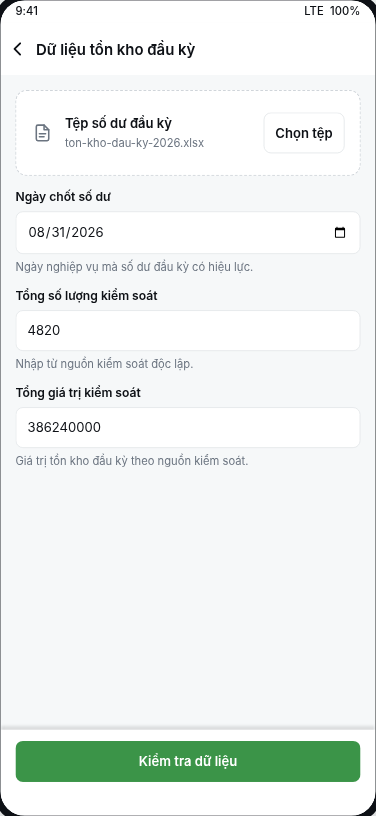 9:41
LTE 100%
Dữ liệu tồn kho đầu kỳ
Tệp số dư đầu kỳ
ton-kho-dau-ky-2026.xlsx
Chọn tệp
Ngày chốt số dư
08/31/2026
Ngày nghiệp vụ mà số dư đầu kỳ có hiệu lực.
Tổng số lượng kiểm soát
4820
Nhập từ nguồn kiểm soát độc lập.
Tổng giá trị kiểm soát
386240000
Giá trị tồn kho đầu kỳ theo nguồn kiểm soát.
Kiểm tra dữ liệu